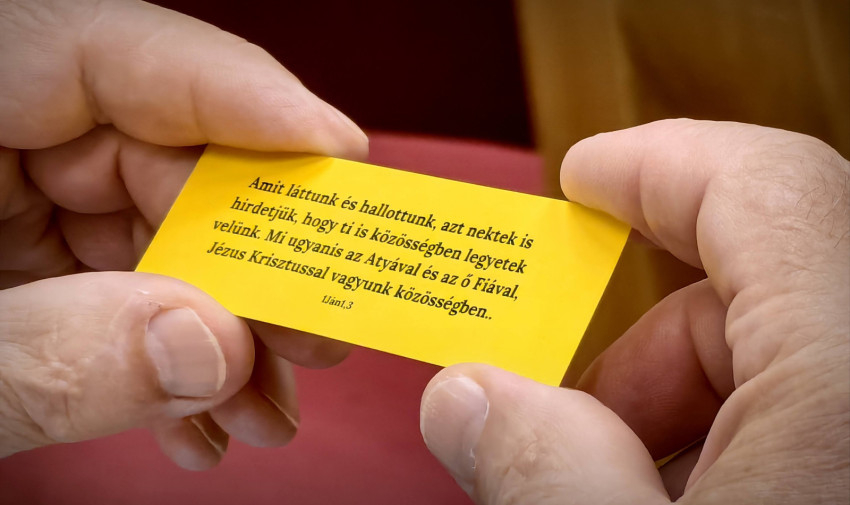 Amit láttunk és hallottunk, azt nektek is
hirdetjük, hogy ti is közösségben legyetek
velünk. Mi ugyanis az Atyával és az ő Fiával,
Jézus Krisztussal vagyunk közösségben..
1Ján1,3